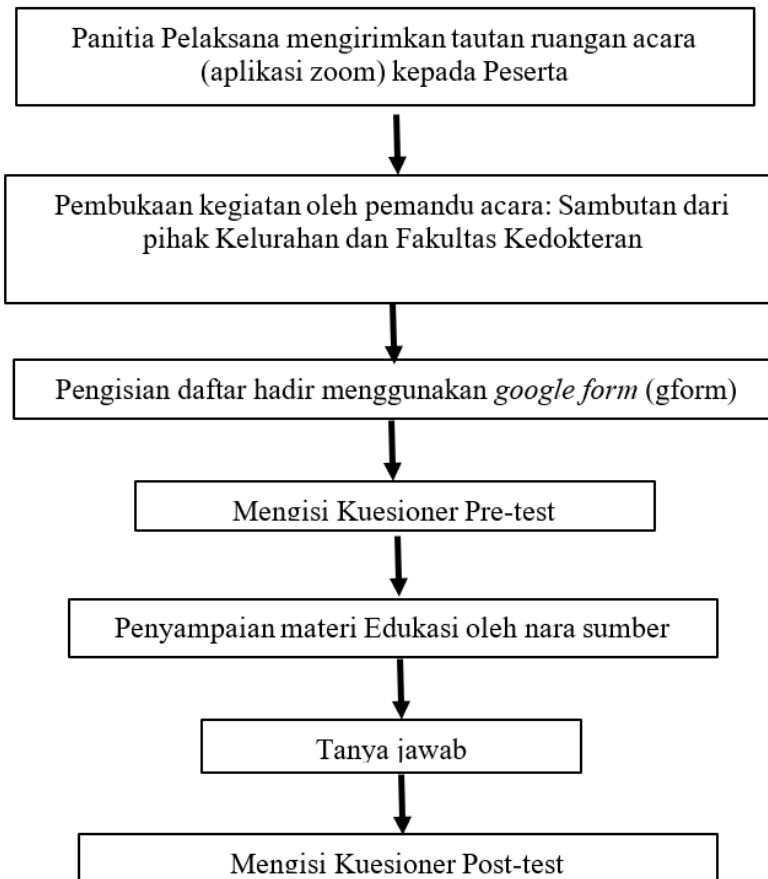 Panitia Pelaksana mengirimkan tautan ruangan acara
(aplikasi zoom) kepada Peserta
Pembukaan kegiatan oleh pemandu acara: Sambutan dari
pihak Kelurahan dan Fakultas Kedokteran
Pengisian daftar hadir menggunakan google form (gform)
Mengisi Kuesioner Pre-test
Penyampaian materi Edukasi oleh nara sumber
Tanya jawab
Mengisi Kuesioner Post-test